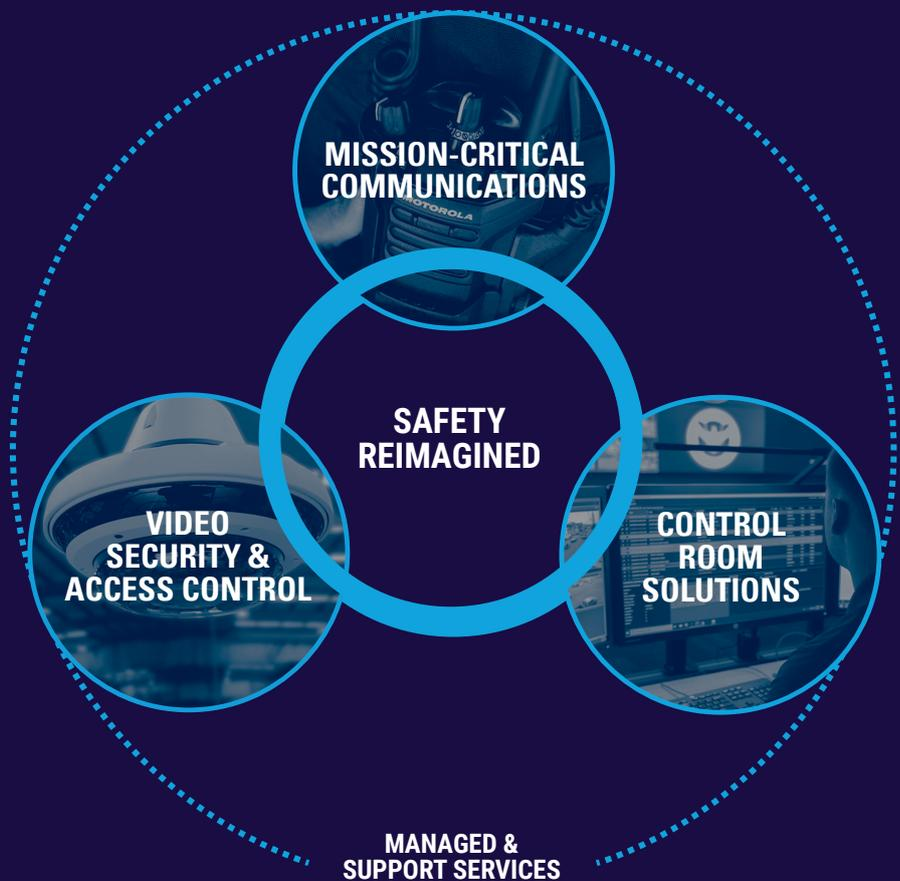 MISSION-CRITICAL
COMMUNICATIONS
MOTOROLA
SAFETY
REIMAGINED
VIDEO
SECURITY &
ACCESS CONTROL
CONTROL
ROOM
SOLUTIONS
MANAGED &
SUPPORT SERVICES